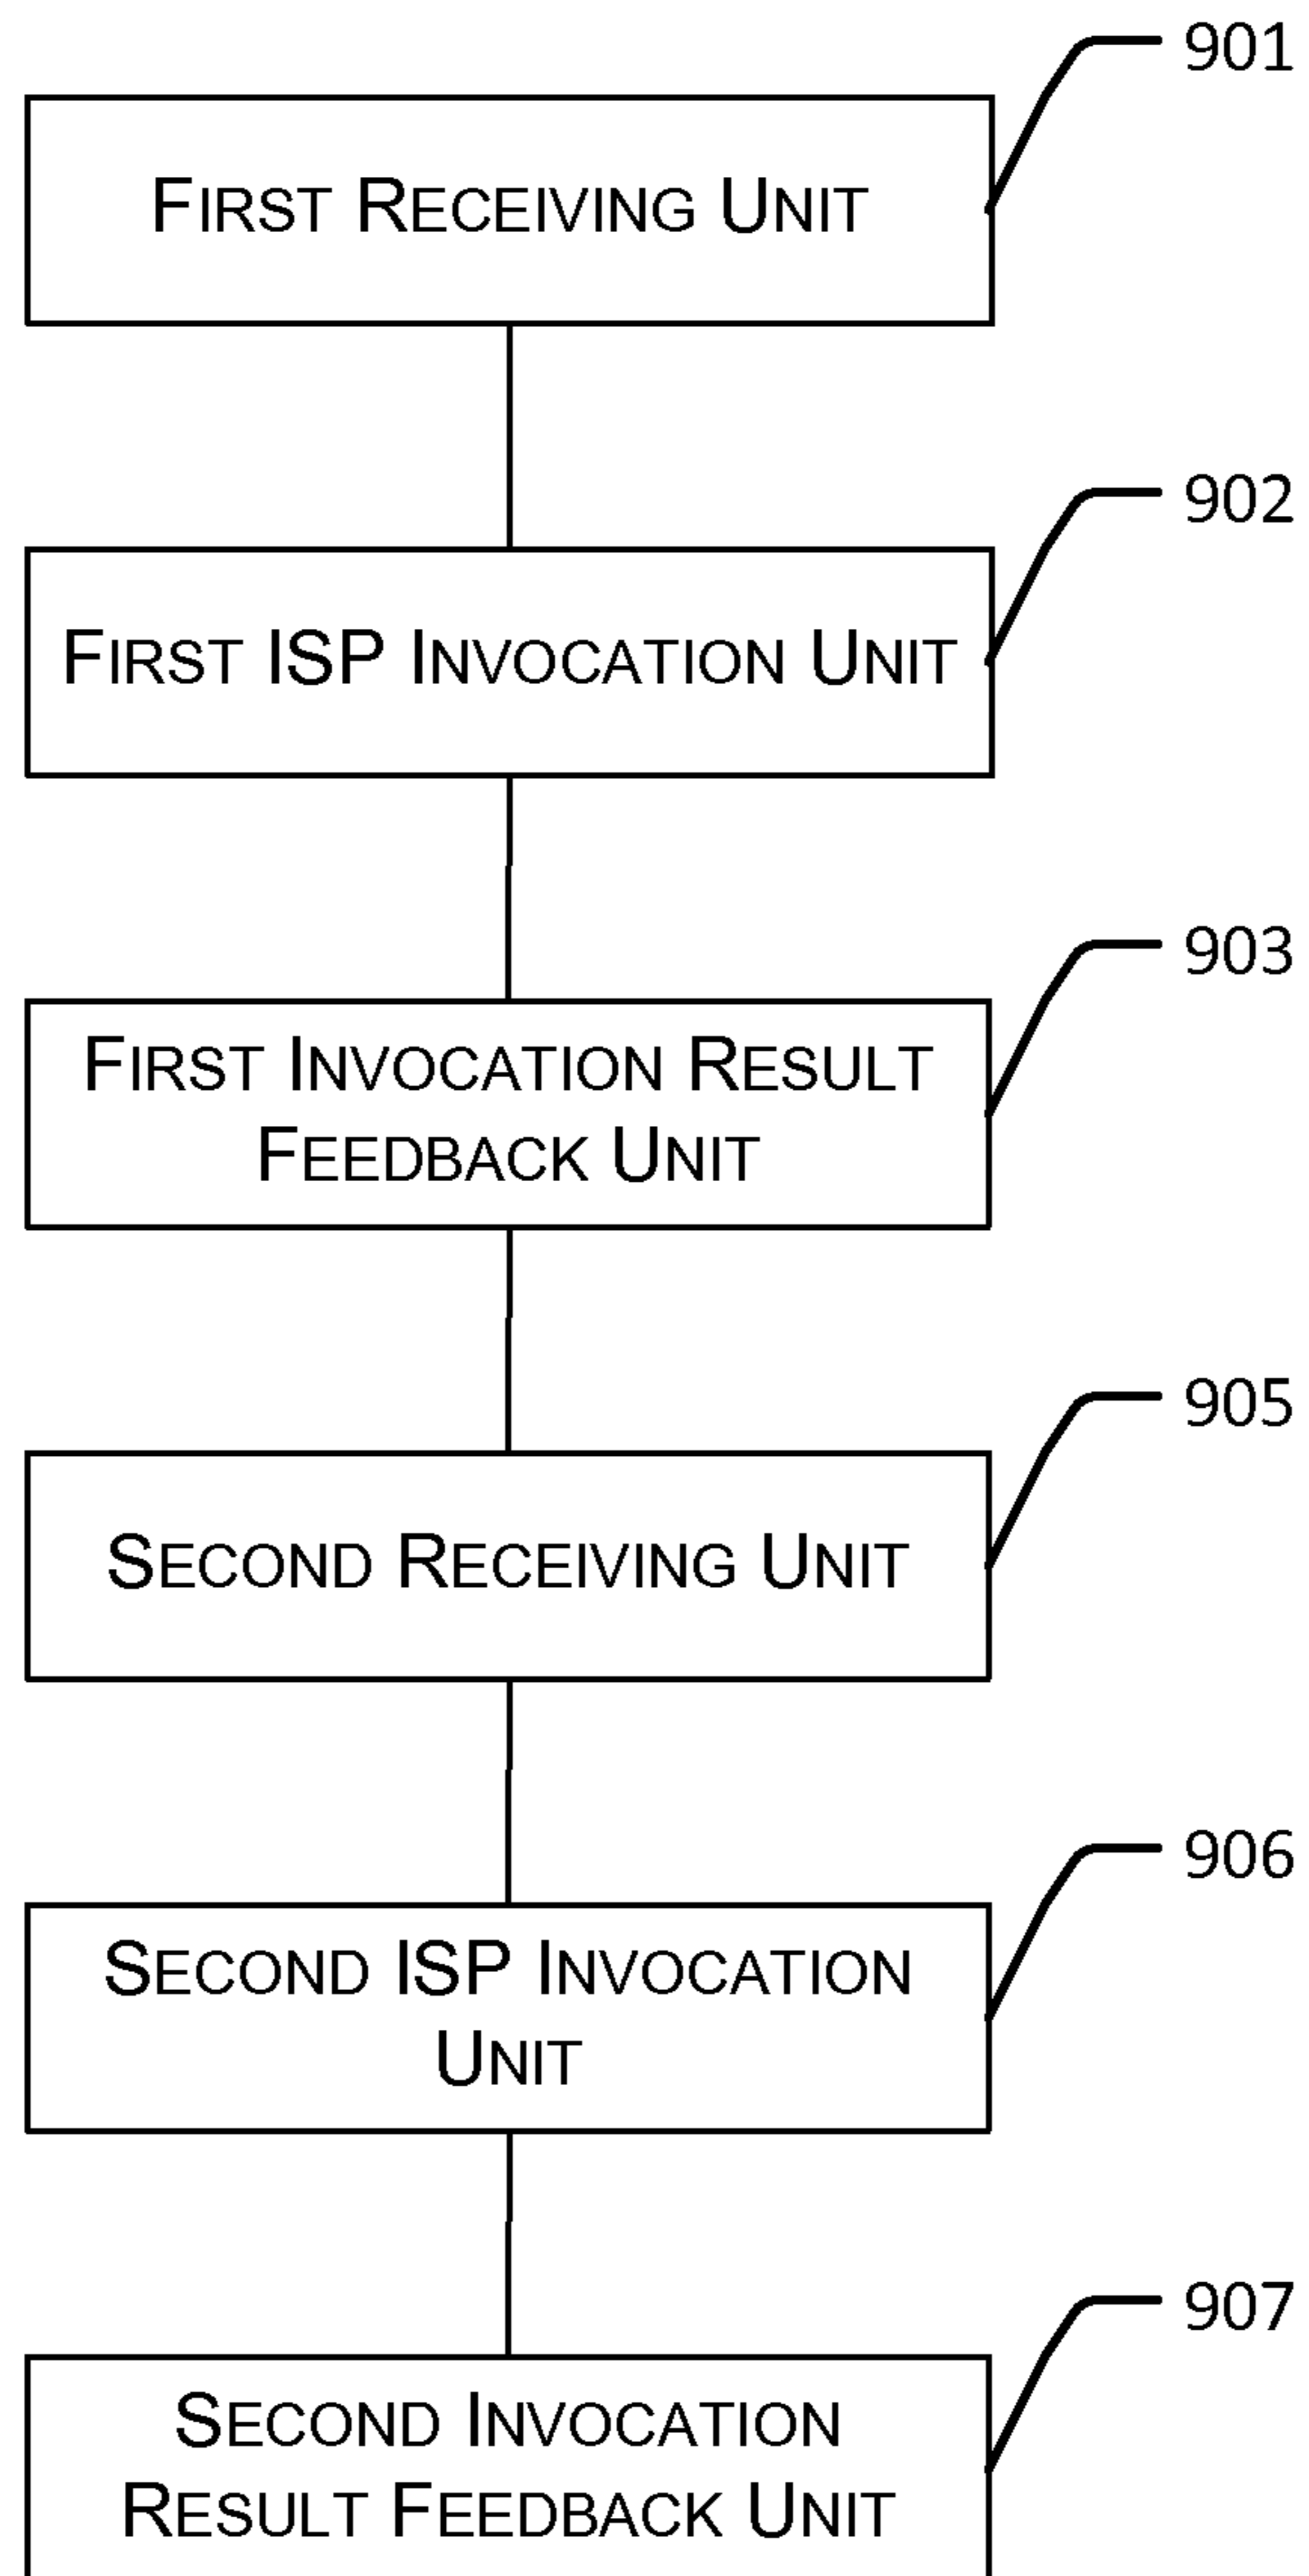 901
FIRST RECEIVING UNIT
902
FIRST ISP INVOCATION UNIT
903
FIRST INVOCATION RESULT
FEEDBACK UNIT
905
SECOND RECEIVING UNIT
906
SECOND ISP INVOCATION
UNIT
907
SECOND INVOCATION
RESULT FEEDBACK UNIT